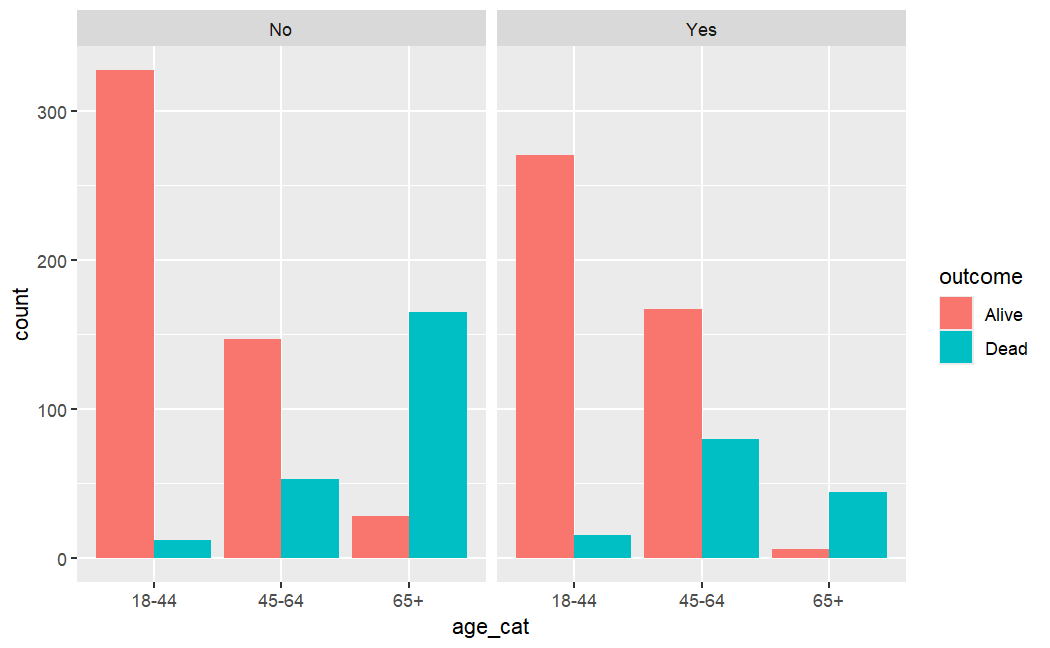 No
Yes
300
200
100
0
count
18-44
45-64
65+
18-44
45-64
65+
age_cat
outcome
Alive
Dead